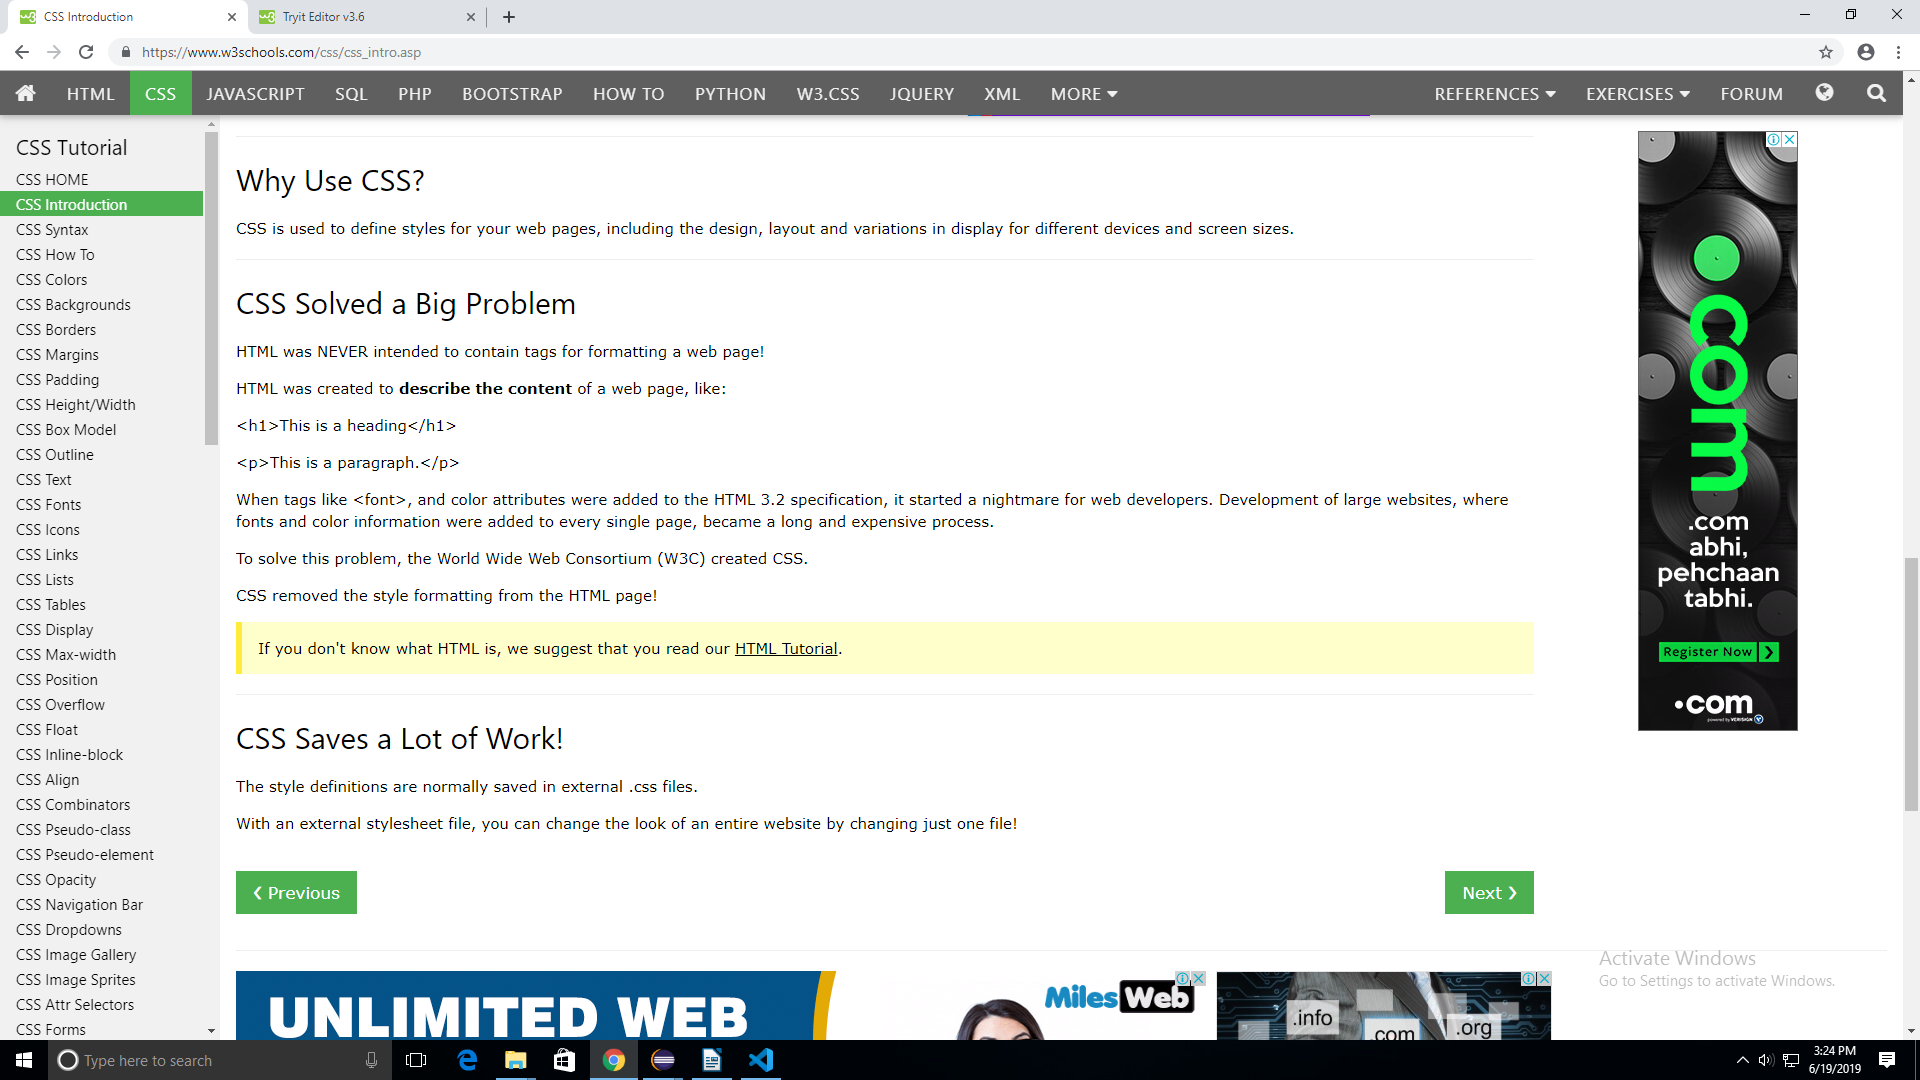 CSS Introduction
Tryit Editor v3.6
https://www.w3schools.com/css/css_intro.asp
HTML CSS JAVASCRIPT SQL PHP BOOTSTRAP HOW TO PYTHON W3.CSS JQUERY XML MORE REFERENCES EXERCISES FORUM
CSS Tutorial
CSS HOME
CSS Introduction
CSS Syntax
CSS How To
CSS Colors
CSS Backgrounds
CSS Borders
CSS Margins
CSS Padding
CSS Height/Width
CSS Box Model
CSS Outline
CSS Text
CSS Fonts
CSS Icons
CSS Links
CSS Lists
CSS Tables
CSS Display
CSS Max-width
CSS Position
CSS Overflow
CSS Float
CSS Inline-block
CSS Align
CSS Combinators
CSS Pseudo-class
CSS Pseudo-element
CSS Opacity
CSS Navigation Bar
CSS Dropdowns
CSS Image Gallery
CSS Image Sprites
CSS Attr Selectors
CSS Forms
Why Use CSS?
CSS is used to define styles for your web pages, including the design, layout and variations in display for different devices and screen sizes.
CSS Solved a Big Problem
HTML was NEVER intended to contain tags for formatting a web page!
HTML was created to describe the content of a web page, like:
<h1>This is a heading</h1>
<p>This is a paragraph.</p>
When tags like <font>, and color attributes were added to the HTML 3.2 specification, it started a nightmare for web developers. Development of large websites, where
fonts and color information were added to every single page, became a long and expensive process.
To solve this problem, the World Wide Web Consortium (W3C) created CSS.
CSS removed the style formatting from the HTML page!
If you don't know what HTML is, we suggest that you read our HTML Tutorial.
CSS Saves a Lot of Work!
The style definitions are normally saved in external .css files.
With an external stylesheet file, you can change the look of an entire website by changing just one file!
❮ Previous
Next ❯
.com
.com
abhi,
pehchaan
tabhi.
Register Now
.com
powered by VERISIGN
Activate Windows
Go to Settings to activate Windows.
UNLIMITED WEB
MilesWeb
.info
.com
.org
Type here to search
3:24 PM
6/19/2019